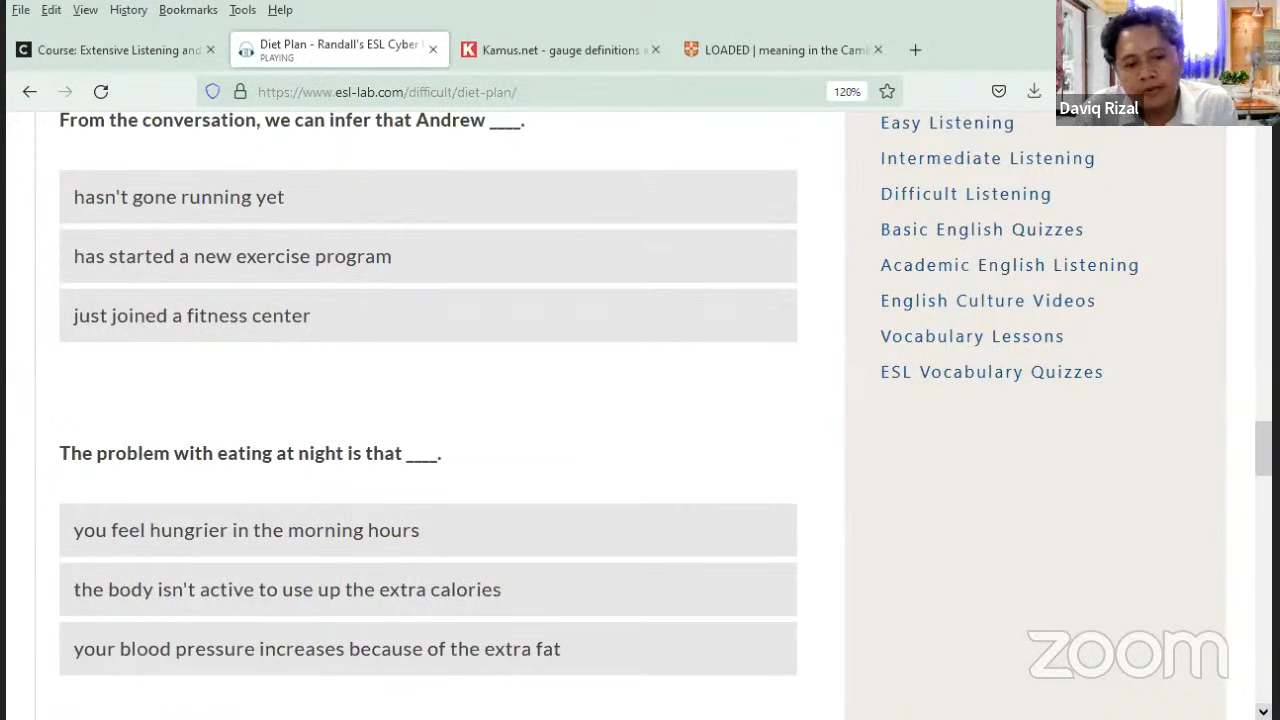 File Edit View History Bookmarks Tools Help
Course: Extensive Listening and
Diet Plan - Randall's ESL Cyber
PLAYING
Kamus.net - gauge definitions
LOADED | meaning in the Cam
https://www.esl-lab.com/difficult/diet-plan/
120%
Daviq Rizal
From the conversation, we can infer that Andrew ____.
hasn't gone running yet
has started a new exercise program
just joined a fitness center
The problem with eating at night is that ____.
you feel hungrier in the morning hours
the body isn't active to use up the extra calories
your blood pressure increases because of the extra fat
Easy Listening
Intermediate Listening
Difficult Listening
Basic English Quizzes
Academic English Listening
English Culture Videos
Vocabulary Lessons
ESL Vocabulary Quizzes
zoom